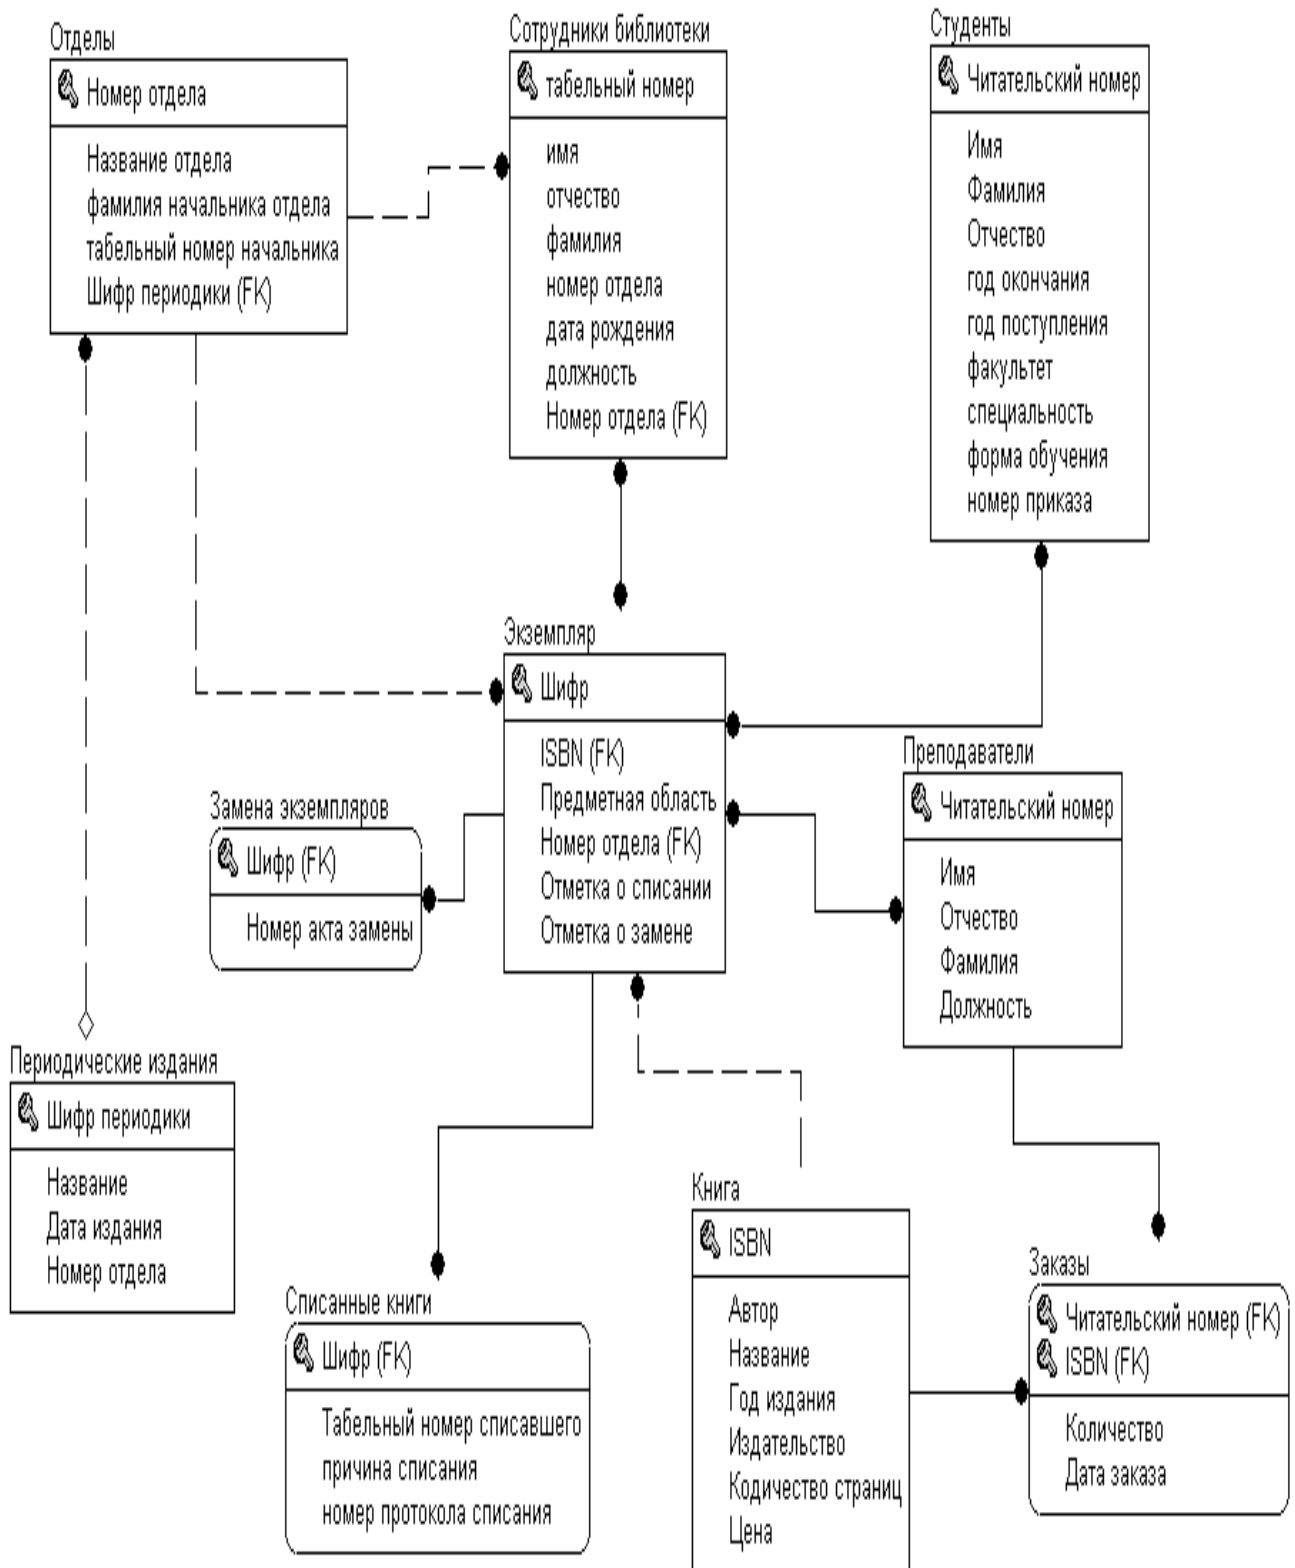 Отделы
Номер отдела
Название отдела
фамилия начальника отдела
табельный номер начальника
Шифр периодики (FK)
Сотрудники библиотеки
табельный номер
имя
отчество
фамилия
номер отдела
дата рождения
должность
Номер отдела (FK)
Студенты
Читательский номер
Имя
Фамилия
Отчество
год окончания
год поступления
факультет
специальность
форма обучения
номер приказа
Экземпляр
Шифр
ISBN (FK)
Предметная область
Номер отдела (FK)
Отметка о списании
Отметка о замене
Преподаватели
Читательский номер
Имя
Отчество
Фамилия
Должность
Замена экземпляров
Шифр (FK)
Номер акта замены
Периодические издания
Шифр периодики
Название
Дата издания
Номер отдела
Списанные книги
Шифр (FK)
Табельный номер списавшего
причина списания
номер протокола списания
Книга
ISBN
Автор
Название
Год издания
Издательство
Кодичество страниц
Цена
Заказы
Читательский номер (FK)
ISBN (FK)
Количество
Дата заказа